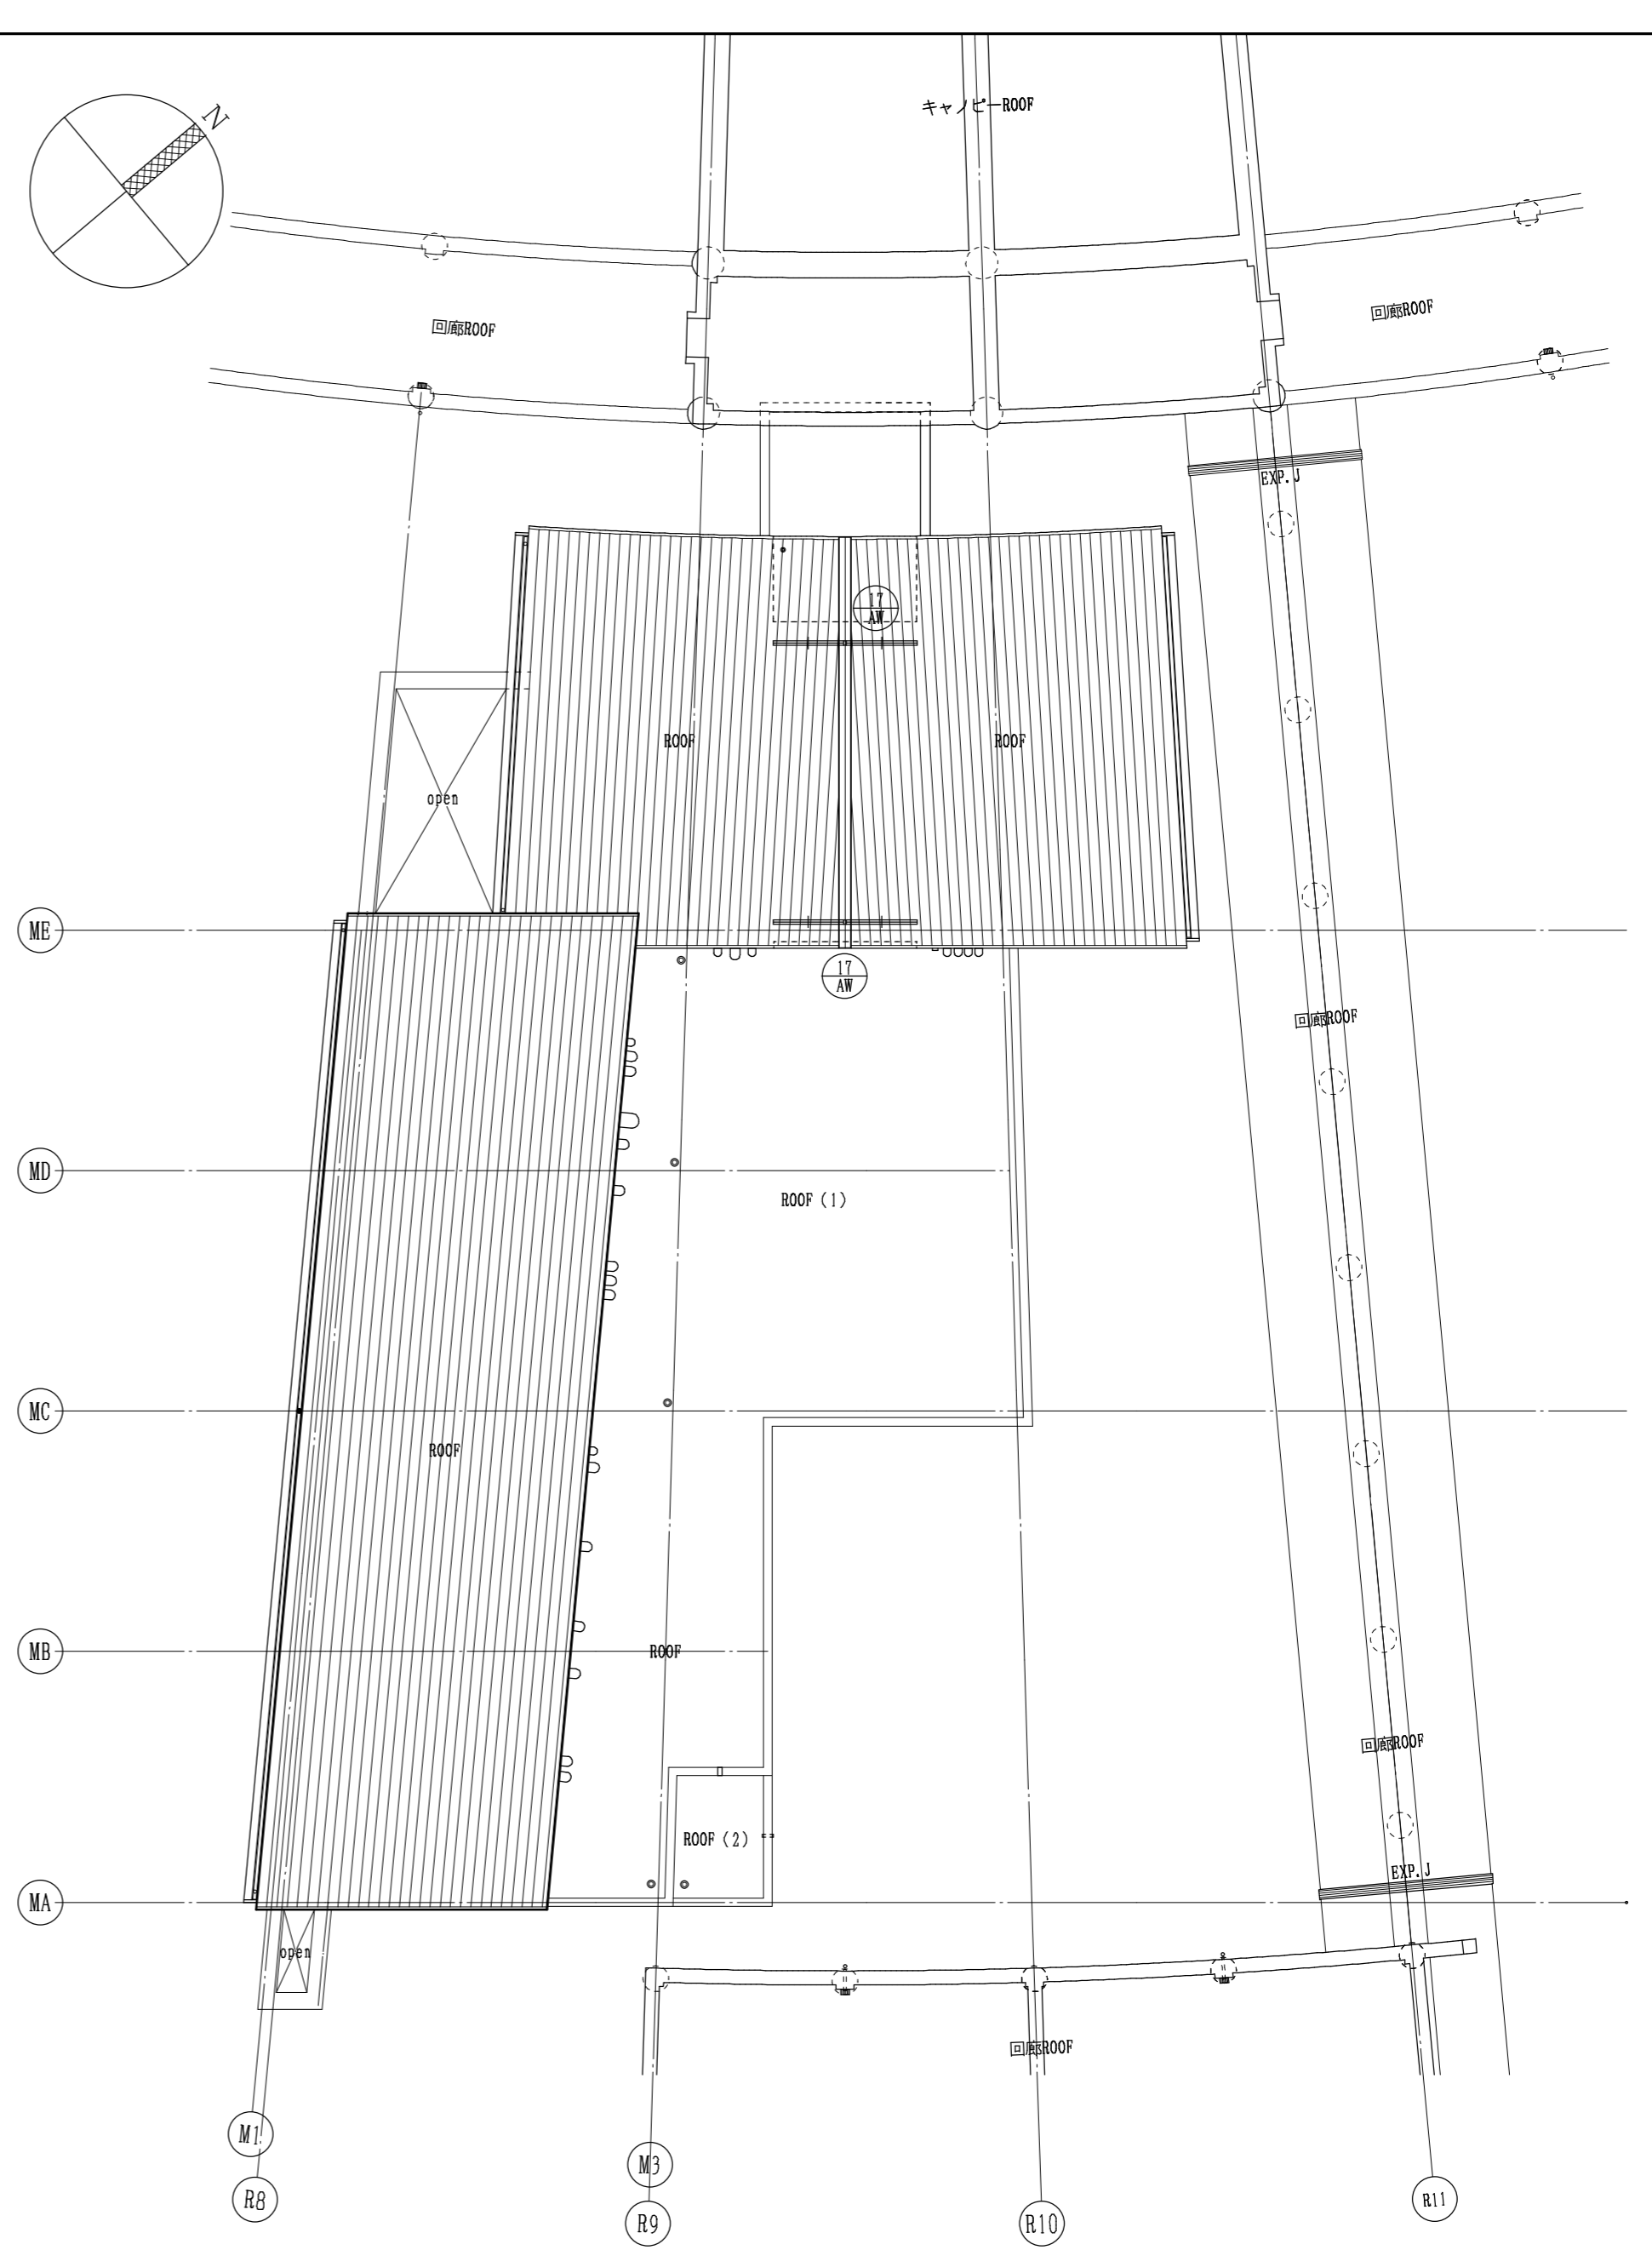 キャノピーROOF
N
回廊ROOF
回廊ROOF
EXP.J
17
AW
ROOF
ROOF
open
ME
17
AW
回廊ROOF
MD
ROOF（1）
MC
ROOF
MB
ROOF
回廊ROOF
ROOF（2）
EXP.J
MA
open
回廊ROOF
M1
M3
R8
R9
R10
R11